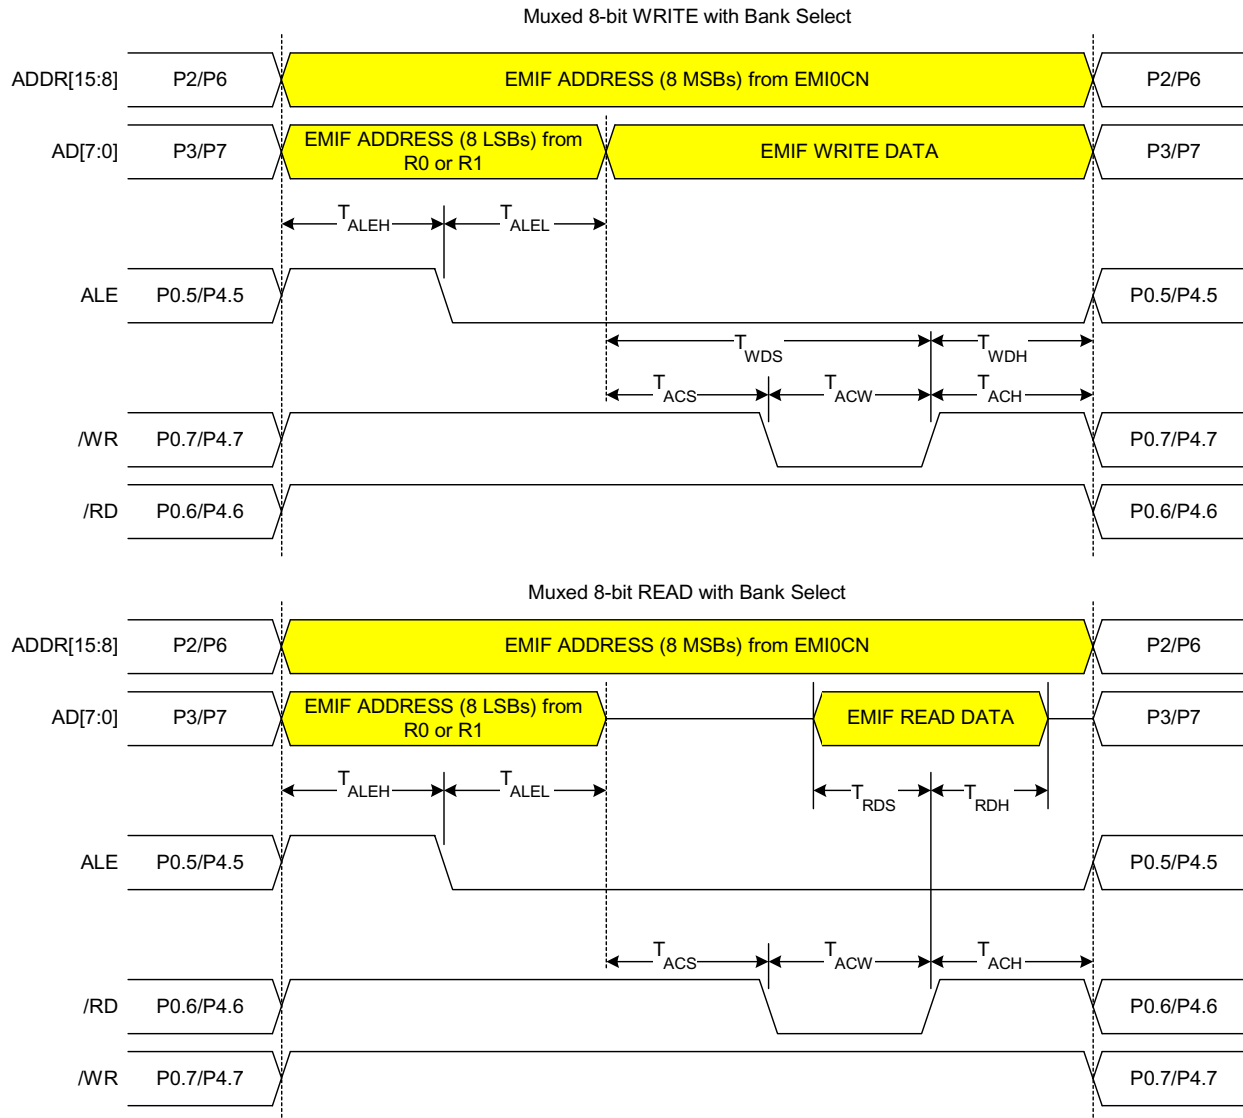 Muxed 8-bit WRITE with Bank Select
ADDR[15:8] P2/P6 EMIF ADDRESS (8 MSBs) from EMI0CN P2/P6
AD[7:0] P3/P7 EMIF ADDRESS (8 LSBs) from R0 or R1 EMIF WRITE DATA P3/P7
TALEH TALEL
ALE P0.5/P4.5 P0.5/P4.5
TWDS TWDH
TACS TACW TACH
/WR P0.7/P4.7 P0.7/P4.7
/RD P0.6/P4.6 P0.6/P4.6
Muxed 8-bit READ with Bank Select
ADDR[15:8] P2/P6 EMIF ADDRESS (8 MSBs) from EMI0CN P2/P6
AD[7:0] P3/P7 EMIF ADDRESS (8 LSBs) from R0 or R1 EMIF READ DATA P3/P7
TALEH TALEL TRDS TRDH
ALE P0.5/P4.5 P0.5/P4.5
TACS TACW TACH
/RD P0.6/P4.6 P0.6/P4.6
/WR P0.7/P4.7 P0.7/P4.7